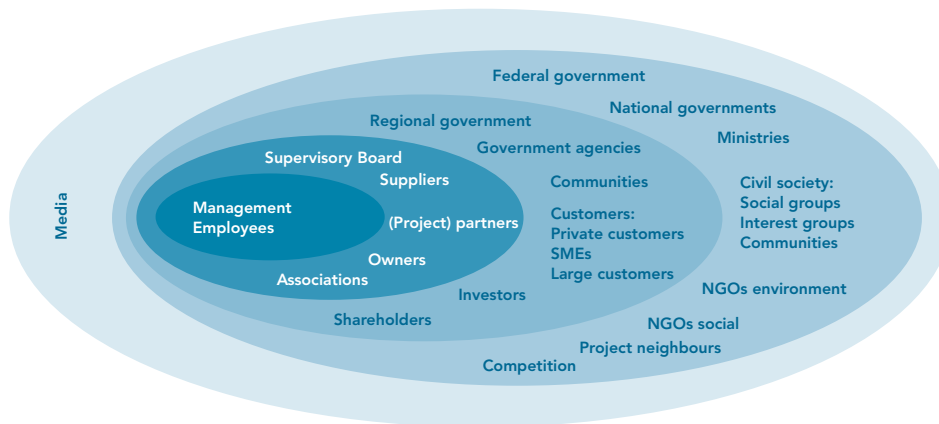 Federal government
National governments
Ministries
Regional government
Government agencies
Supervisory Board
Suppliers
Communities
Civil society:
Social groups
Interest groups
Communities
Media
Management
Employees
(Project) partners
Customers:
Private customers
SMEs
Large customers
Owners
Associations
Investors
Shareholders
NGOs environment
NGOs social
Project neighbours
Competition